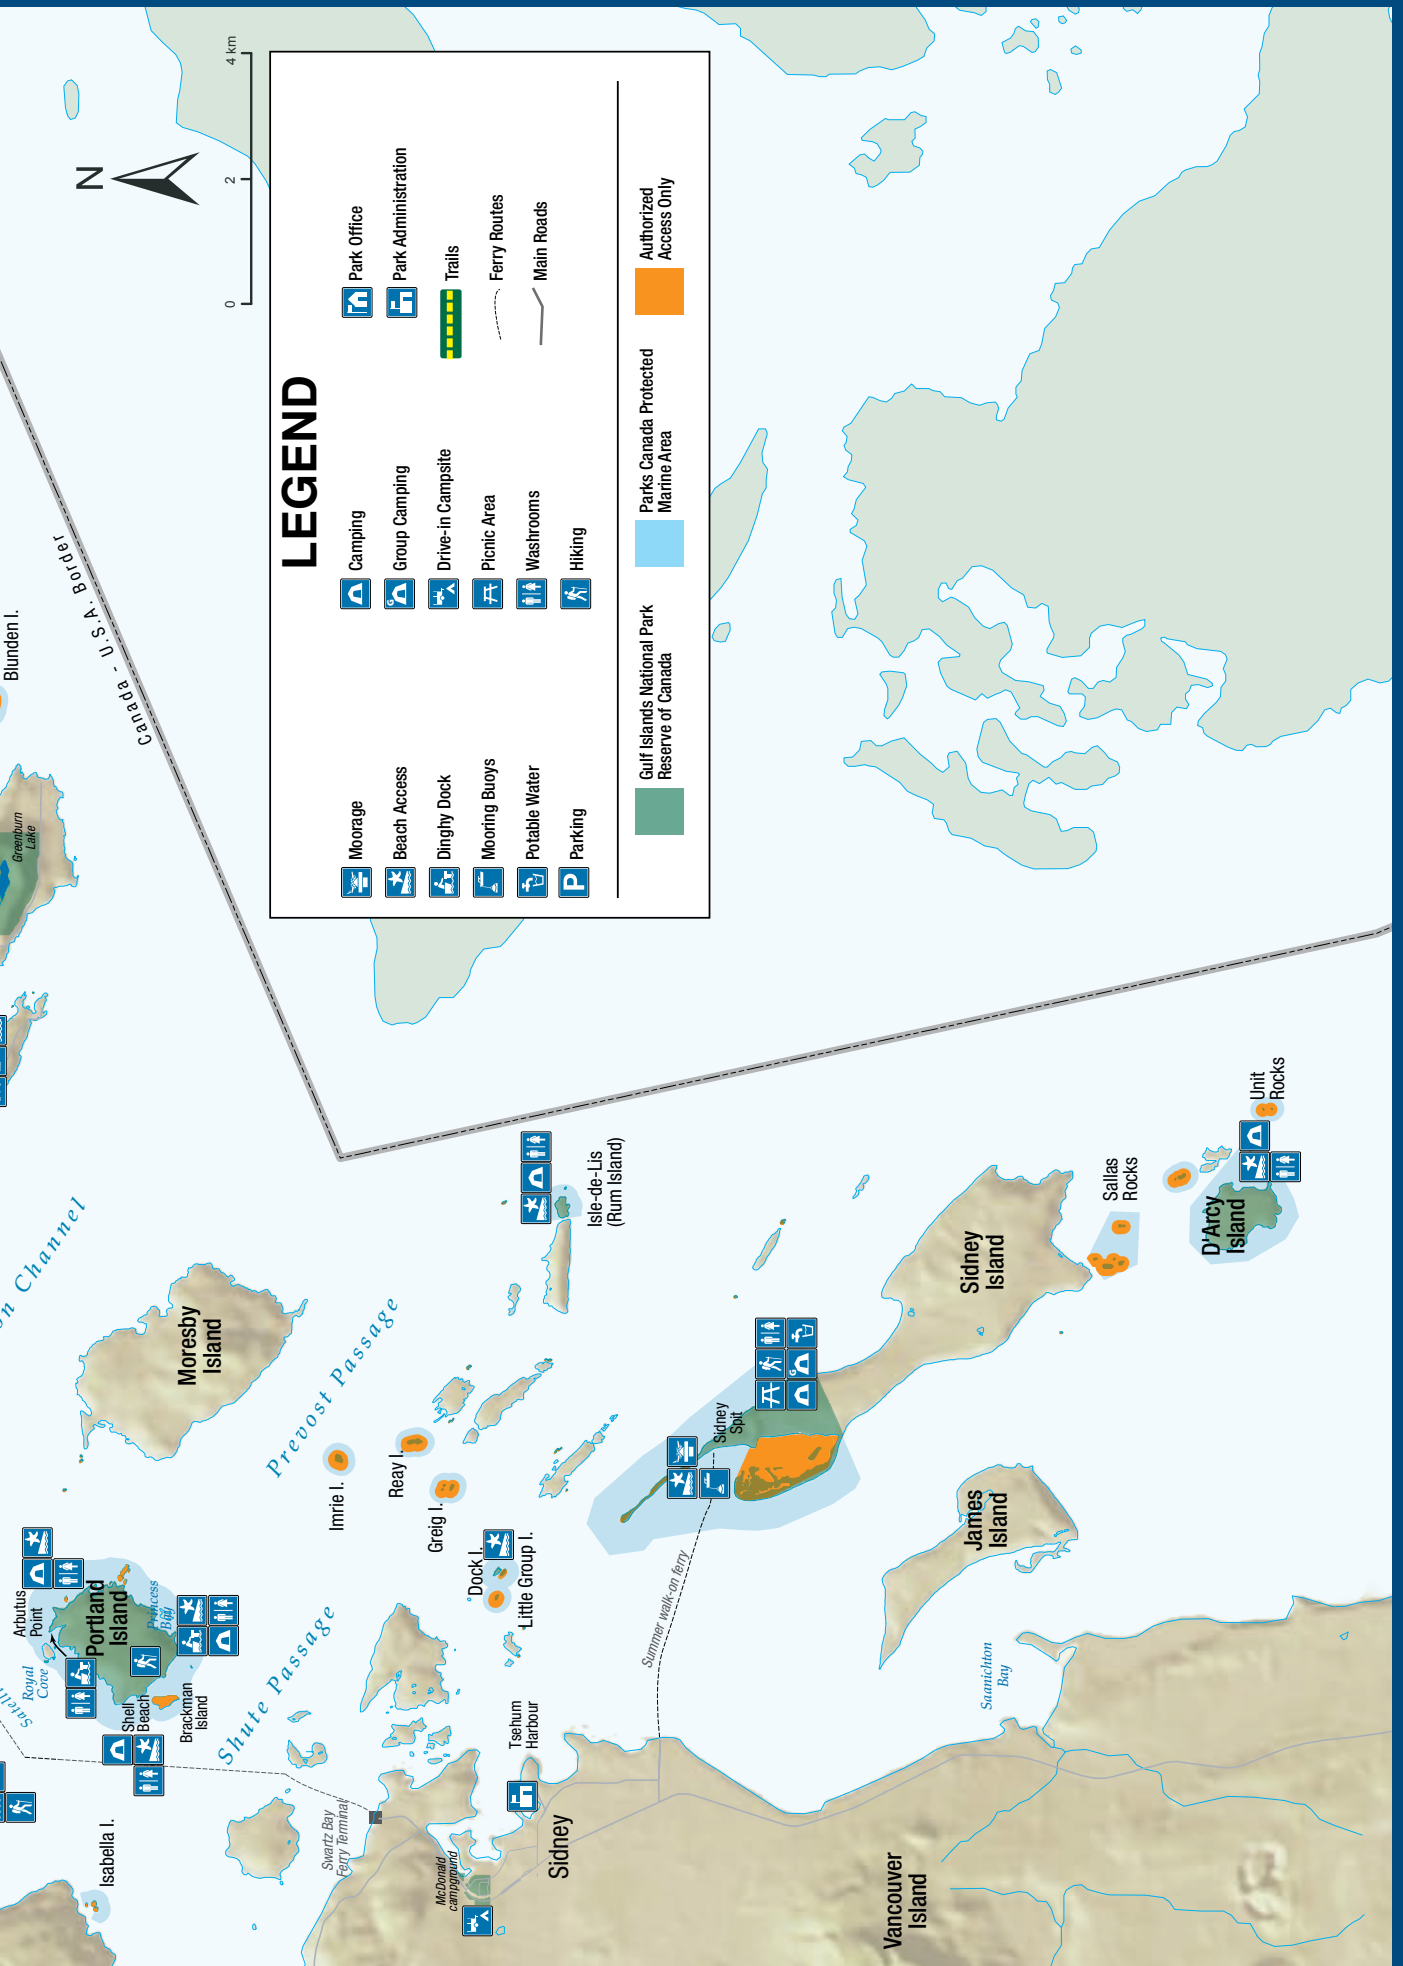 LEGEND
Moorage
Beach Access
Dinghy Dock
Mooring Buoys
Potable Water
P
Parking
Camping
G
Group Camping
Drive-in Campsite
Picnic Area
Washrooms
Hiking
Park Office
Park Administration
Trails
Ferry Routes
Main Roads
Gulf Islands National Park
Reserve of Canada
Parks Canada Protected
Marine Area
Authorized
Access Only
N
0
2
4 km
Blunden I.
Canada - U.S.A. Border
Greenburn
Lake
Channel
Moresby
Island
Prevost Passage
Imrie I.
Reay I.
Greig I.
Dock I.
Little Group I.
Isle-de-Lis
(Rum Island)
Arbutus
Point
Royal
Cove
Portland
Island
Princess
Bay
Shell
Beach
Brackman
Island
Shute Passage
Isabella I.
Swartz Bay
Ferry Terminal
Tsehum
Harbour
McDonald
campground
Sidney
Summer walk-on ferry
Sidney
Spit
G
Sidney
Island
Sallas
Rocks
D'Arcy
Island
Unit
Rocks
James
Island
Saanichton
Bay
Vancouver
Island